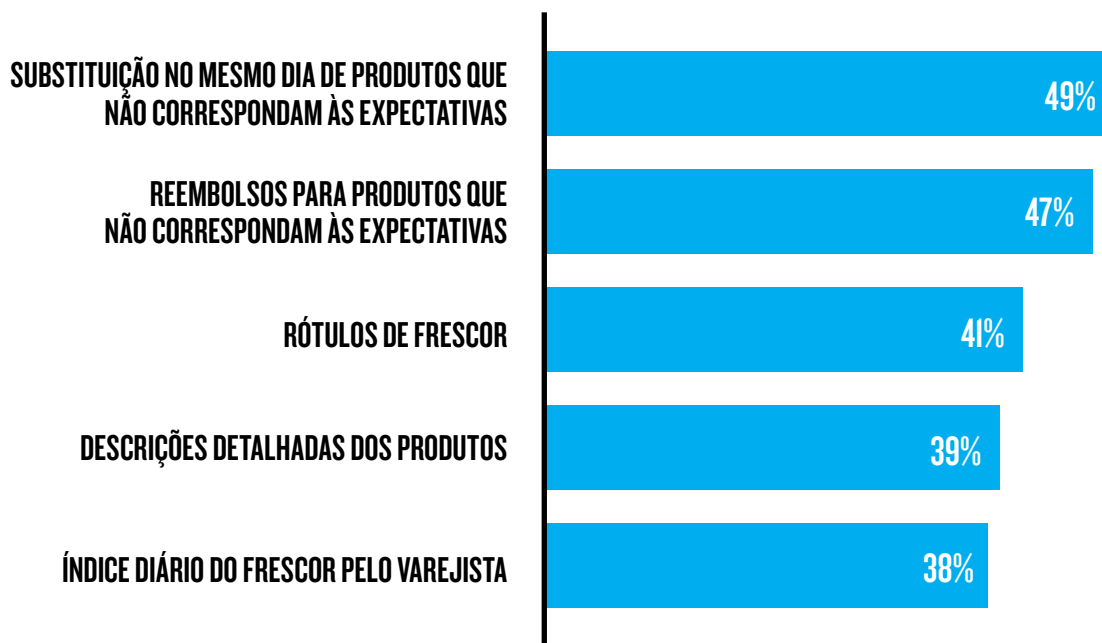 SUBSTITUIÇÃO NO MESMO DIA DE PRODUTOS QUE
NÃO CORRESPONDAM ÀS EXPECTATIVAS
49%
REEMBOLSOS PARA PRODUTOS QUE
NÃO CORRESPONDAM ÀS EXPECTATIVAS
47%
RÓTULOS DE FRESCOR
41%
DESCRIÇÕES DETALHADAS DOS PRODUTOS
39%
ÍNDICE DIÁRIO DO FRESCOR PELO VAREJISTA
38%